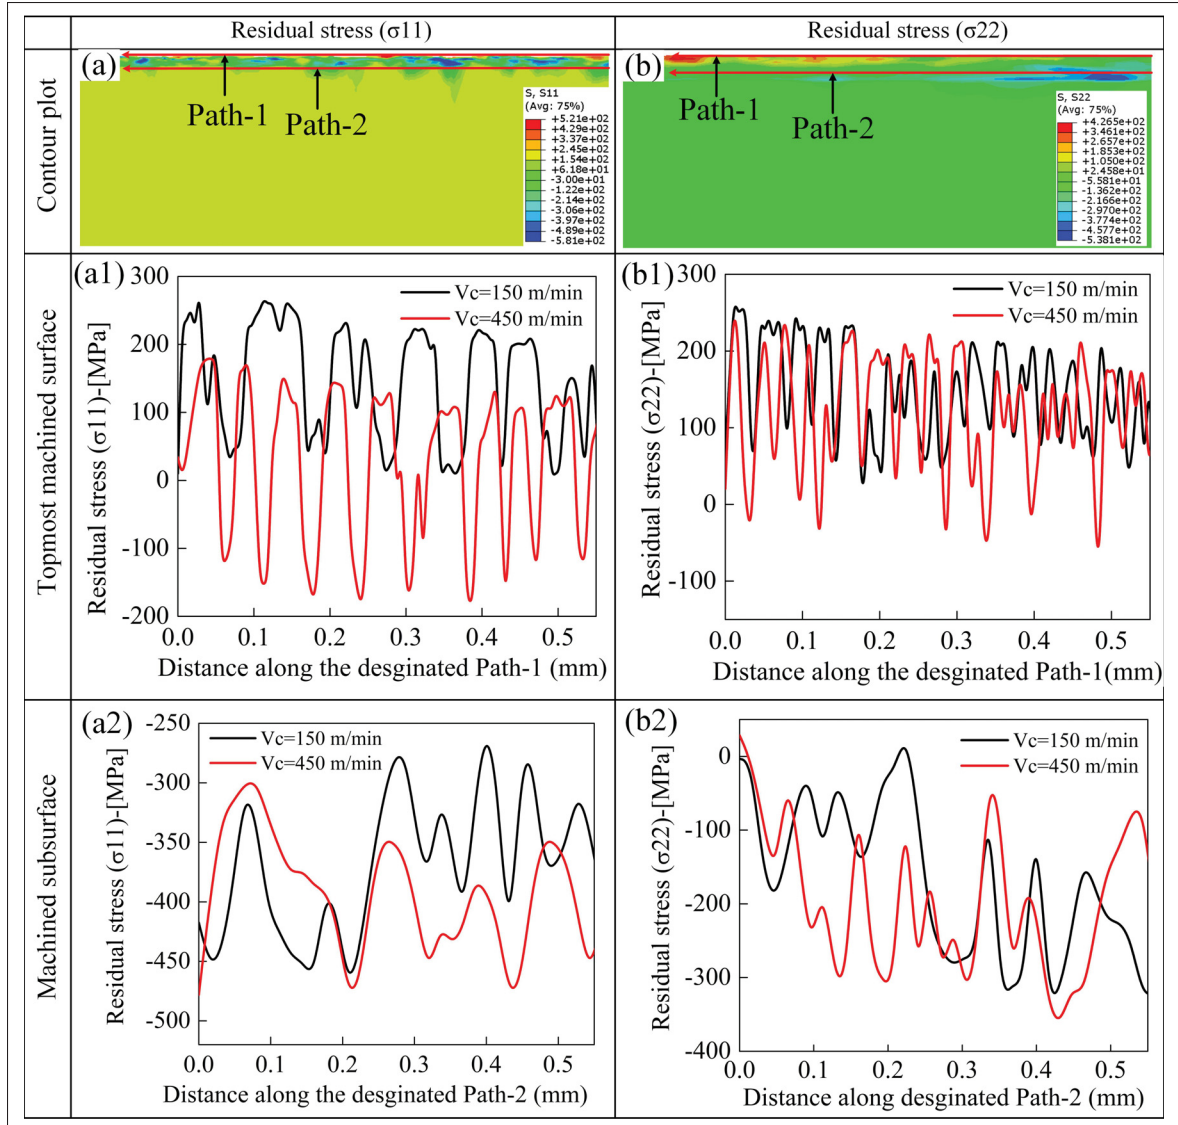 Residual stress (σ11)
Residual stress (σ22)
Contour plot
(a)
Path-1
Path-2
S, S11
(Avg: 75%)
+5.21e+02
+4.29e+02
+3.37e+02
+2.45e+02
+1.54e+02
+6.18e+01
-3.00e+01
-1.22e+02
-2.14e+02
-3.06e+02
-3.97e+02
-4.89e+02
-5.81e+02
(b)
Path-1
Path-2
S, S22
(Avg: 75%)
+4.265e+02
+3.461e+02
+2.657e+02
+1.853e+02
+1.050e+02
+2.458e+01
-5.581e+01
-1.362e+02
-2.166e+02
-2.970e+02
-3.774e+02
-4.577e+02
-5.381e+02
Topmost machined surface
(a1)
Residual stress (σ11)-[MPa]
300
200
100
0
-100
-200
Vc=150 m/min
Vc=450 m/min
0.0 0.1 0.2 0.3 0.4 0.5
Distance along the desginated Path-1 (mm)
(b1)
Residual stress (σ22)-[MPa]
300
200
100
0
-100
Vc=150 m/min
Vc=450 m/min
0.0 0.1 0.2 0.3 0.4 0.5
Distance along the desginated Path-1(mm)
Machined subsurface
(a2)
Residual stress (σ11)-[MPa]
-250
-300
-350
-400
-450
-500
Vc=150 m/min
Vc=450 m/min
0.0 0.1 0.2 0.3 0.4 0.5
Distance along the desginated Path-2 (mm)
(b2)
Residual stress (σ22)-[MPa]
0
-100
-200
-300
-400
Vc=150 m/min
Vc=450 m/min
0.0 0.1 0.2 0.3 0.4 0.5
Distance along desginated Path-2 (mm)